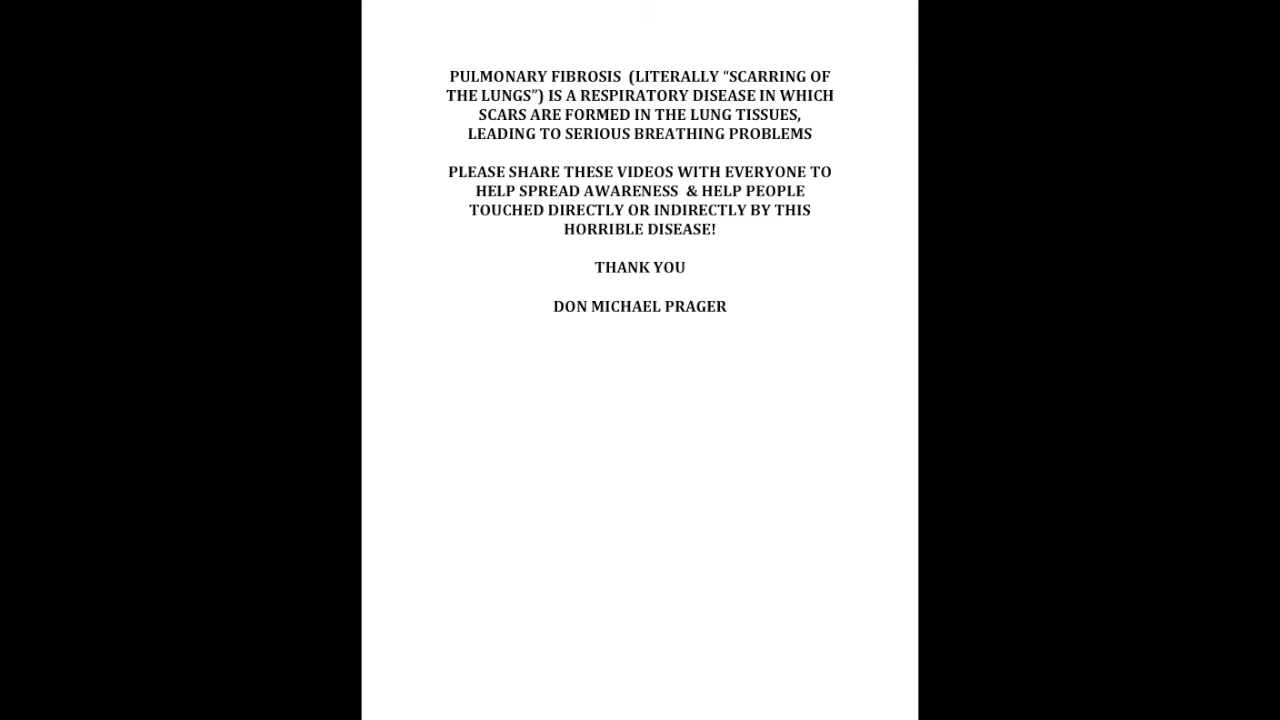 PULMONARY FIBROSIS  (LITERALLY “SCARRING OF
THE LUNGS”) IS A RESPIRATORY DISEASE IN WHICH
SCARS ARE FORMED IN THE LUNG TISSUES,
LEADING TO SERIOUS BREATHING PROBLEMS
PLEASE SHARE THESE VIDEOS WITH EVERYONE TO
HELP SPREAD AWARENESS  & HELP PEOPLE
TOUCHED DIRECTLY OR INDIRECTLY BY THIS
HORRIBLE DISEASE!
THANK YOU
DON MICHAEL PRAGER